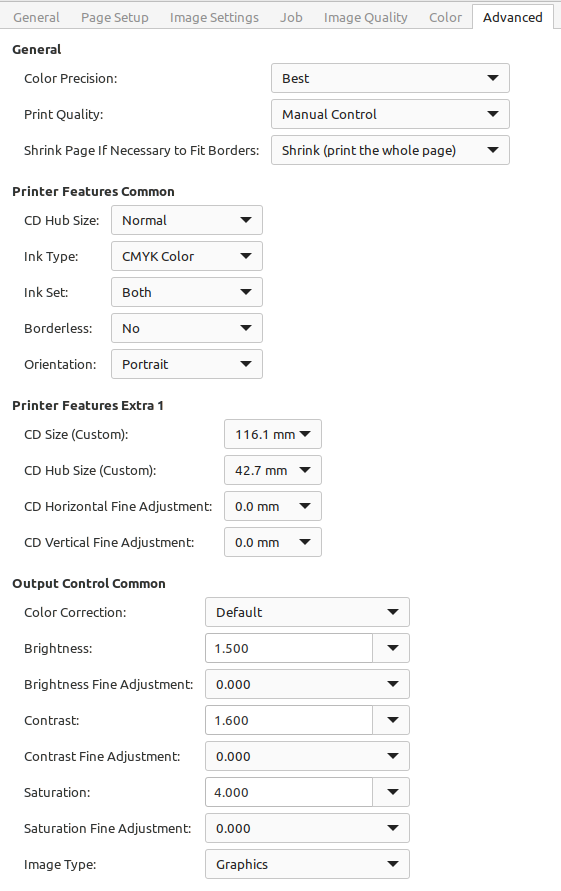 General Page Setup Image Settings Job Image Quality Color Advanced
General
Color Precision: Best
Print Quality: Manual Control
Shrink Page If Necessary to Fit Borders: Shrink (print the whole page)
Printer Features Common
CD Hub Size: Normal
Ink Type: CMYK Color
Ink Set: Both
Borderless: No
Orientation: Portrait
Printer Features Extra 1
CD Size (Custom): 116.1 mm
CD Hub Size (Custom): 42.7 mm
CD Horizontal Fine Adjustment: 0.0 mm
CD Vertical Fine Adjustment: 0.0 mm
Output Control Common
Color Correction: Default
Brightness: 1.500
Brightness Fine Adjustment: 0.000
Contrast: 1.600
Contrast Fine Adjustment: 0.000
Saturation: 4.000
Saturation Fine Adjustment: 0.000
Image Type: Graphics